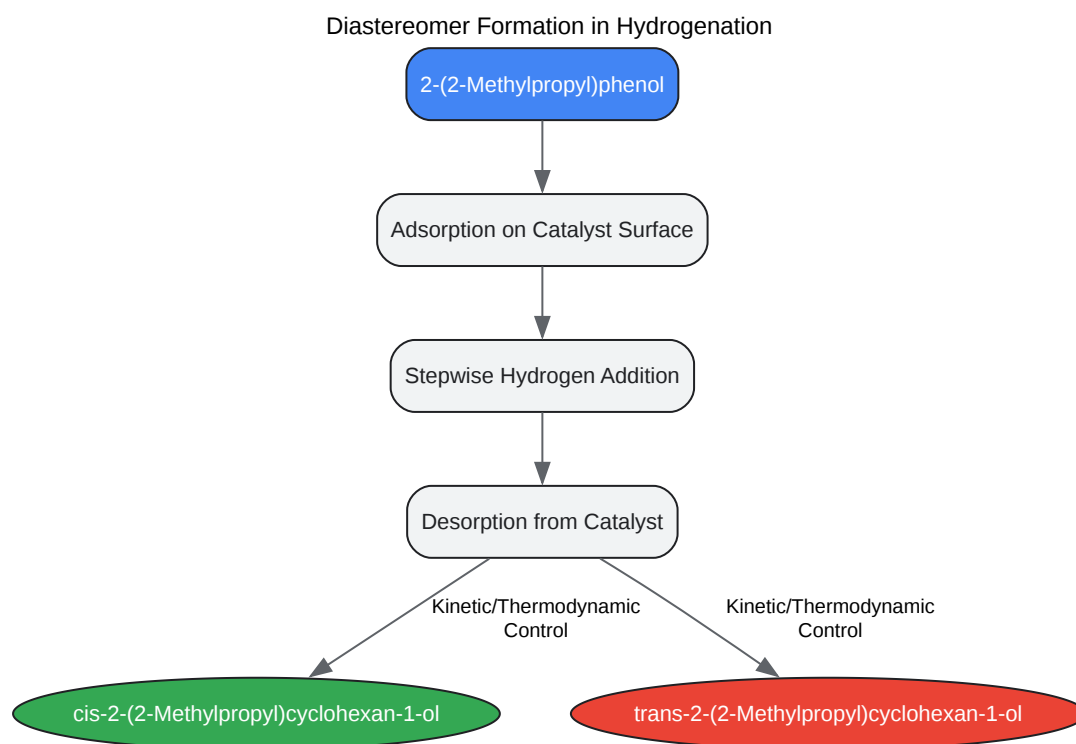 Diastereomer Formation in Hydrogenation
2-(2-Methylpropyl)phenol
Adsorption on Catalyst Surface
Stepwise Hydrogen Addition
Desorption from Catalyst
Kinetic/Thermodynamic
Control
Kinetic/Thermodynamic
Control
cis-2-(2-Methylpropyl)cyclohexan-1-ol
trans-2-(2-Methylpropyl)cyclohexan-1-ol